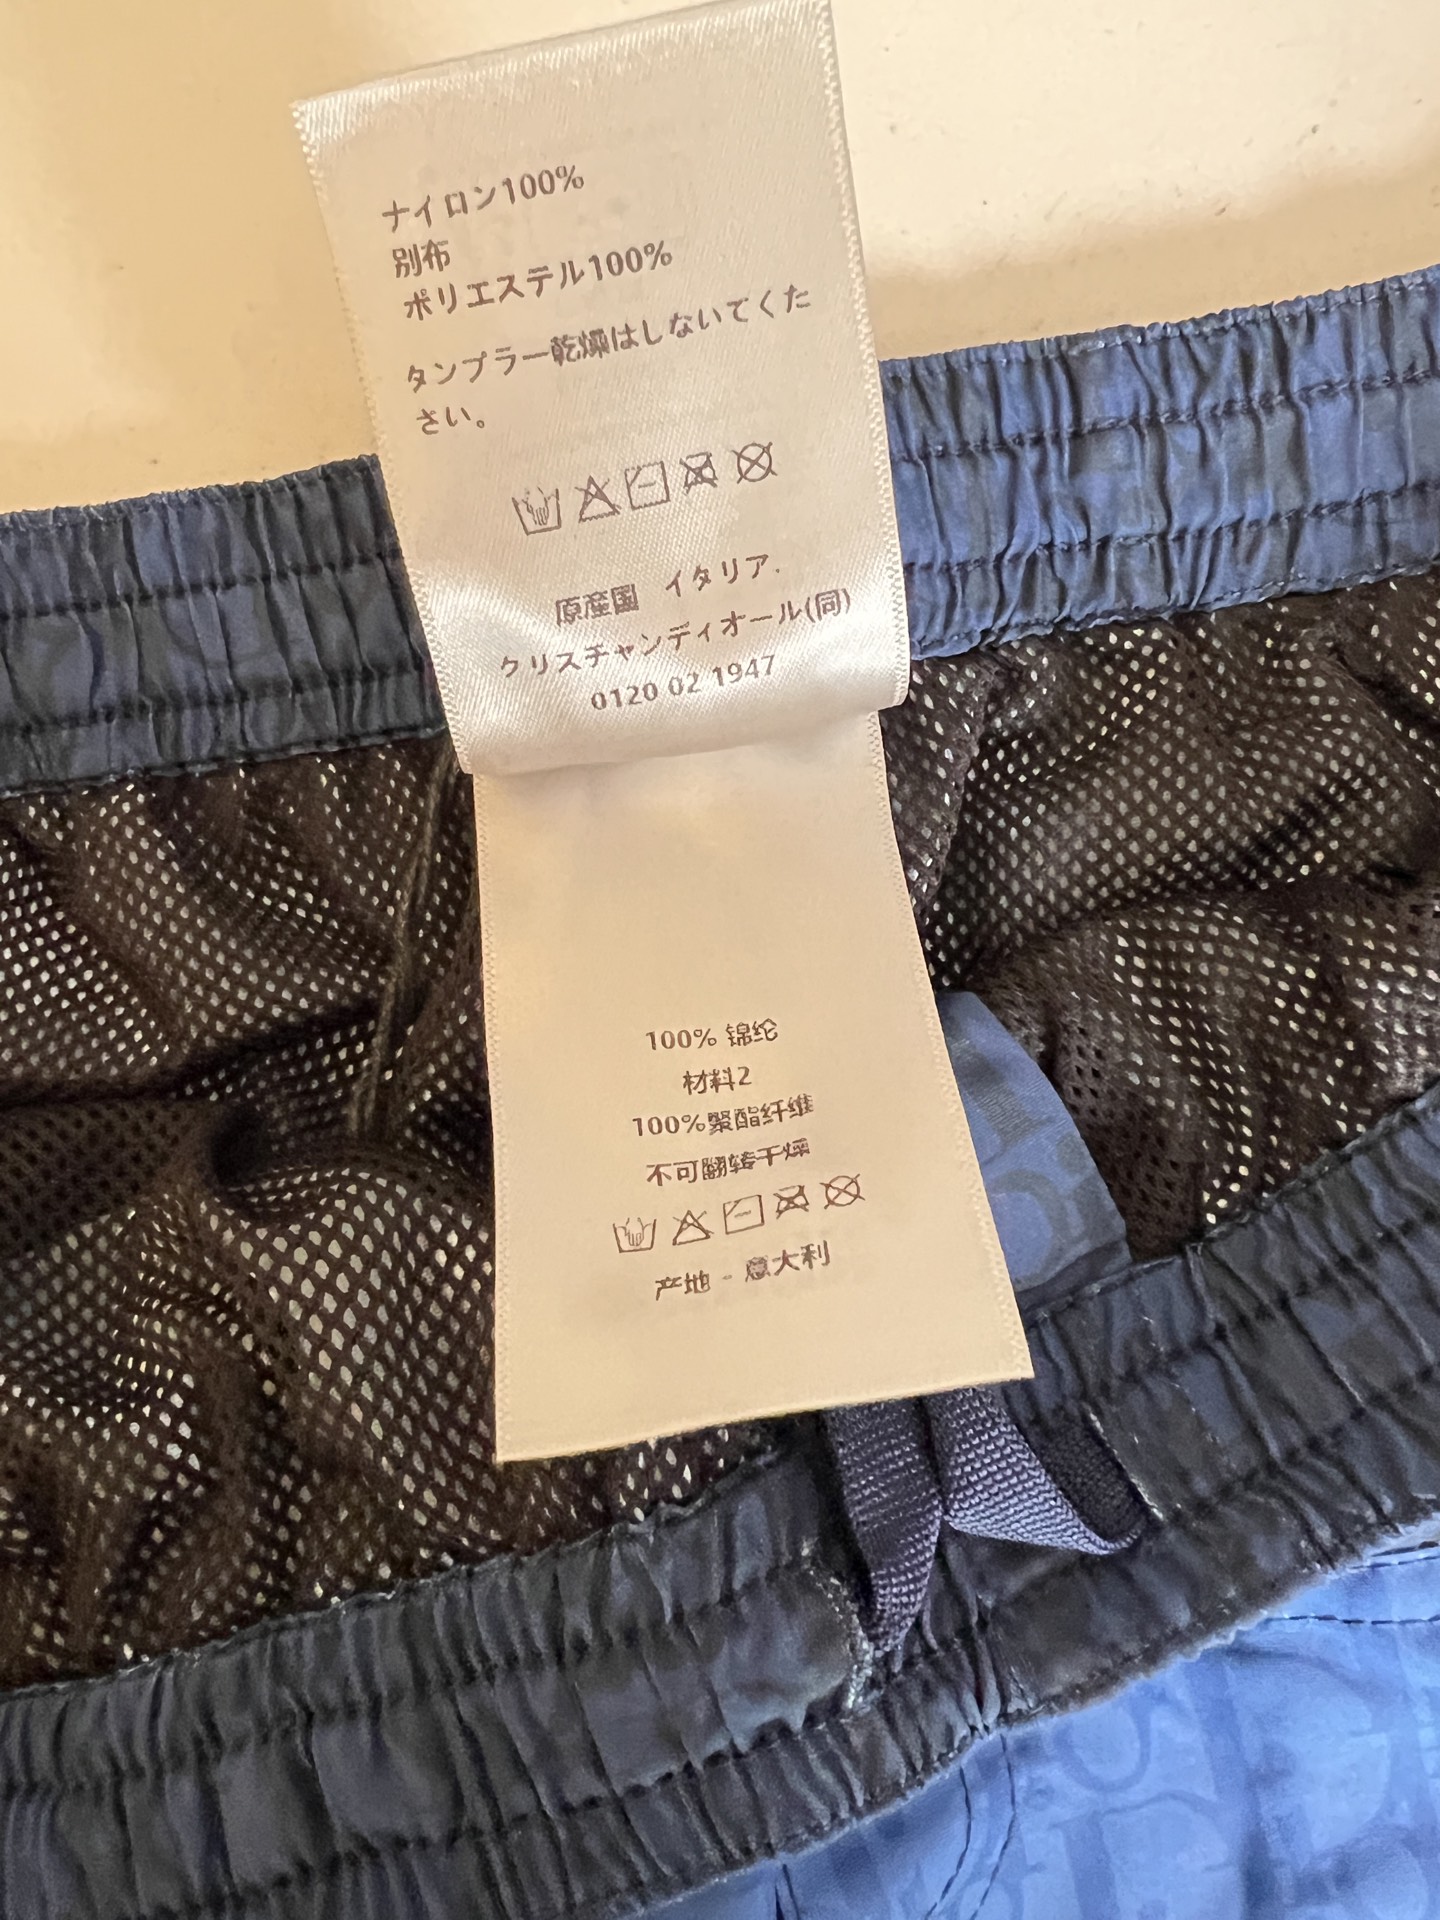 ナイロン100%
別布
ポリエステル100%
タンブラー乾燥はしないでくた
さい。
原産国 イタリア.
クリスチャンディオール(同)
0120 02 1947
100% 锦纶
材料2
100%聚酯纤维
不可翻转干燥
产地 - 意大利